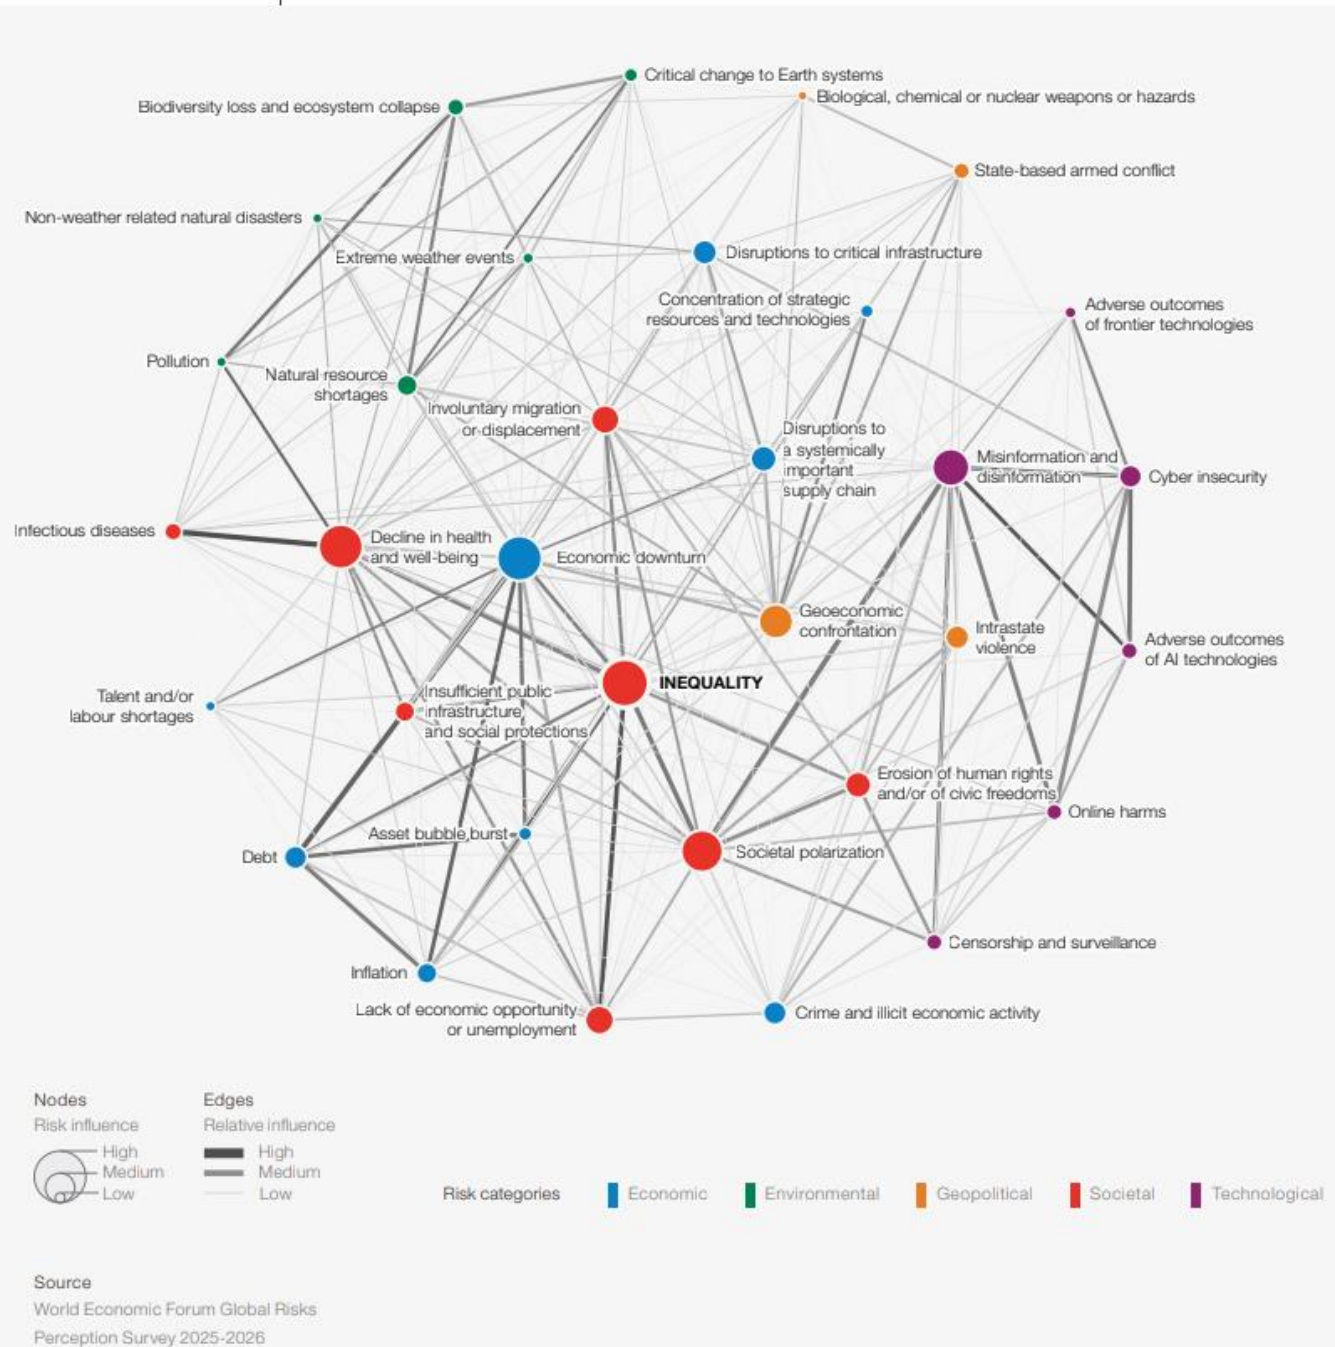 Critical change to Earth systems
Biological, chemical or nuclear weapons or hazards
Biodiversity loss and ecosystem collapse
State-based armed conflict
Non-weather related natural disasters
Extreme weather events
Disruptions to critical infrastructure
Concentration of strategic
resources and technologies
Adverse outcomes
of frontier technologies
Pollution
Natural resource
shortages
Involuntary migration
or displacement
Disruptions to
a systemically
important
supply chain
Misinformation and
disinformation
Cyber insecurity
Infectious diseases
Decline in health
and well-being
Economic downturn
Geoeconomic
confrontation
Intrastate
violence
Adverse outcomes
of AI technologies
INEQUALITY
Talent and/or
labour shortages
Insufficient public
infrastructure
and social protections
Erosion of human rights
and/or of civic freedoms
Online harms
Asset bubble burst
Debt
Societal polarization
Censorship and surveillance
Inflation
Lack of economic opportunity
or unemployment
Crime and illicit economic activity
Nodes
Risk influence
High
Medium
Low
Edges
Relative influence
High
Medium
Low
Risk categories
Economic
Environmental
Geopolitical
Societal
Technological
Source
World Economic Forum Global Risks
Perception Survey 2025-2026